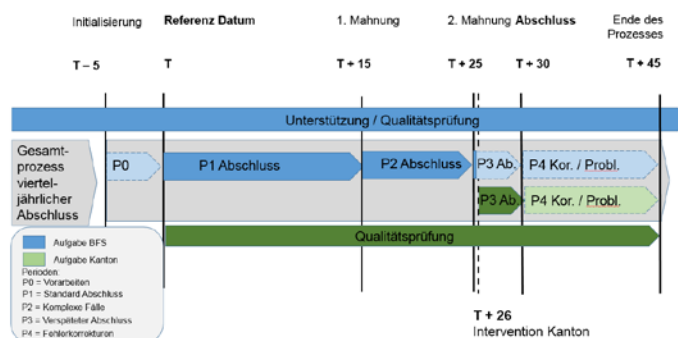 Initialisierung
Referenz Datum
1. Mahnung
2. Mahnung
Abschluss
Ende des
Prozesses
T – 5
T
T + 15
T + 25
T + 30
T + 45
Unterstützung / Qualitätsprüfung
Gesamt-
prozess
viertel-
jährlicher
Abschluss
P0
P1 Abschluss
P2 Abschluss
P3 Ab.
P4 Kor. / Probl.
P3 Ab.
P4 Kor. / Probl.
Qualitätsprüfung
Aufgabe BFS
Aufgabe Kanton
Perioden:
P0 = Vorarbeiten
P1 = Standard Abschluss
P2 = Komplexe Fälle
P3 = Verspäteter Abschluss
P4 = Fehlerkorrekturen
T + 26
Intervention Kanton